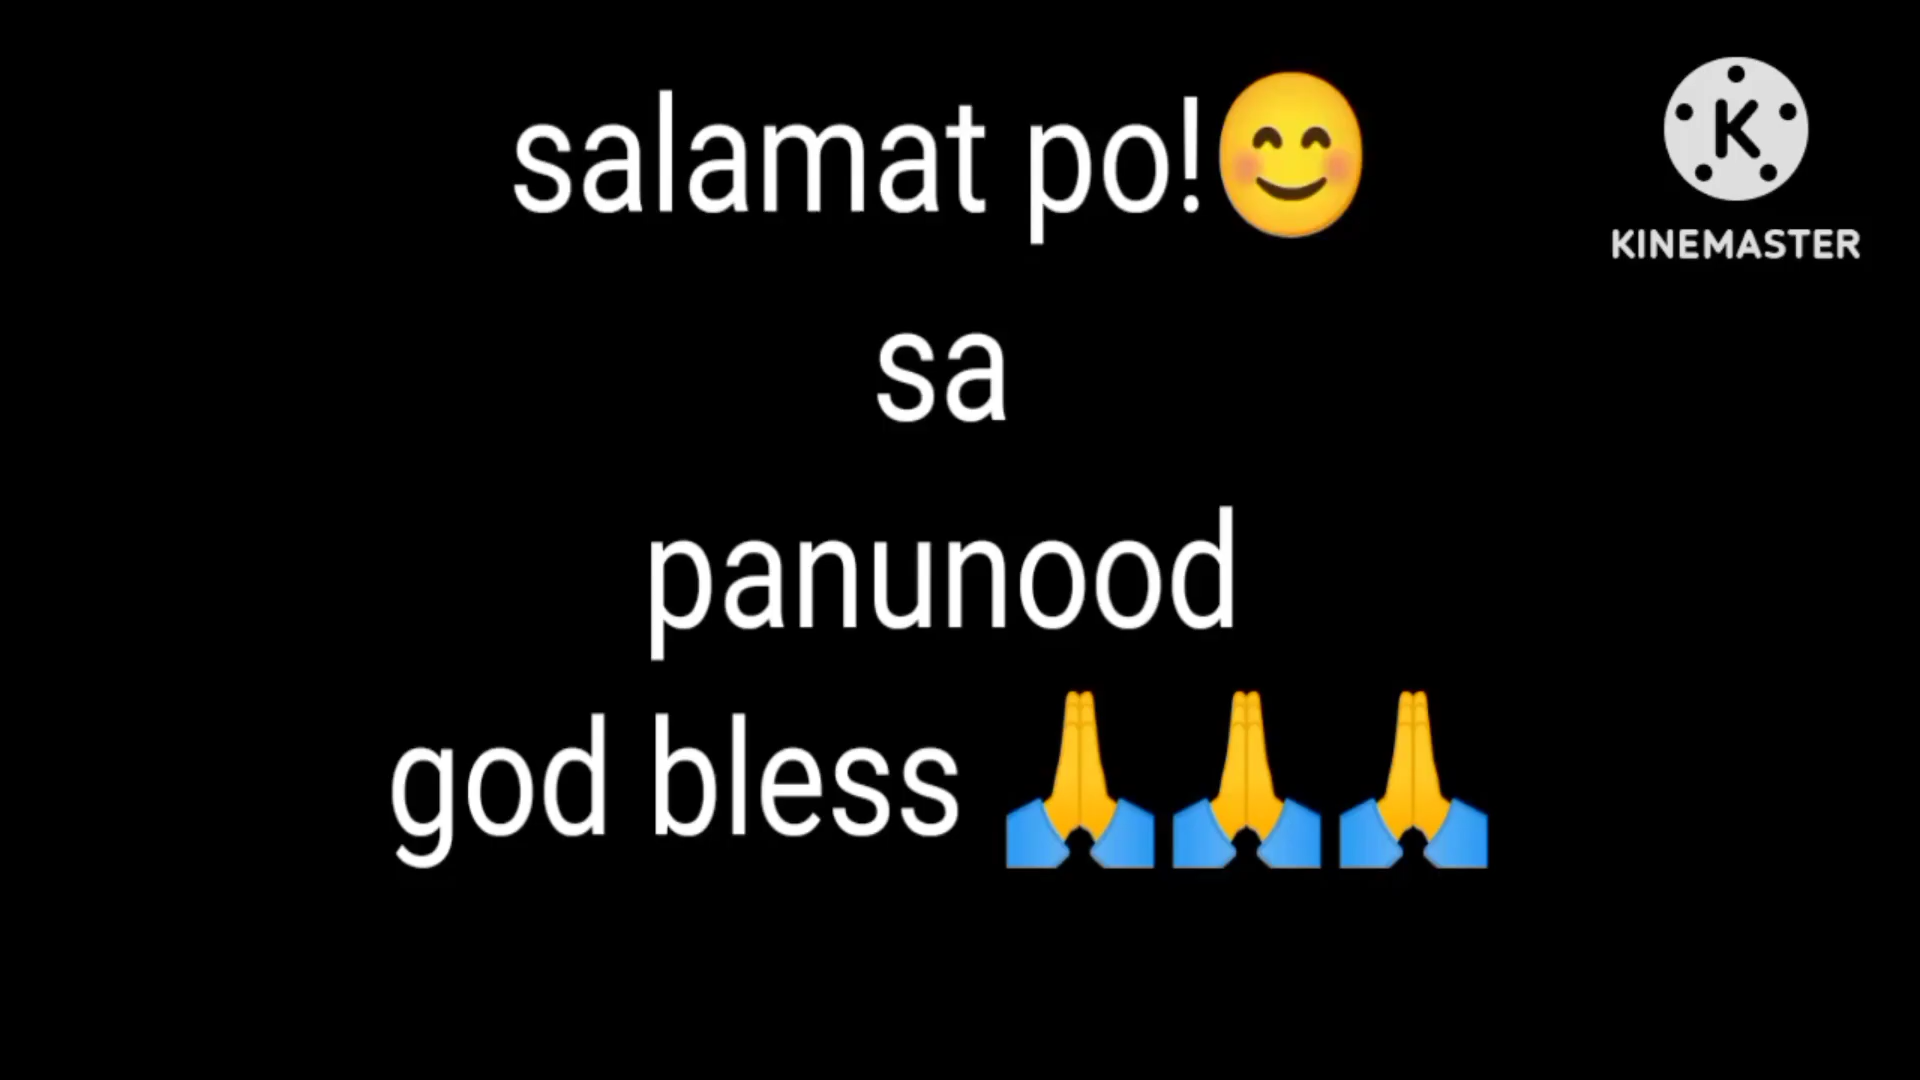 salamat po!😊
sa
panunood
god bless 🙏🙏🙏
K
KINEMASTER